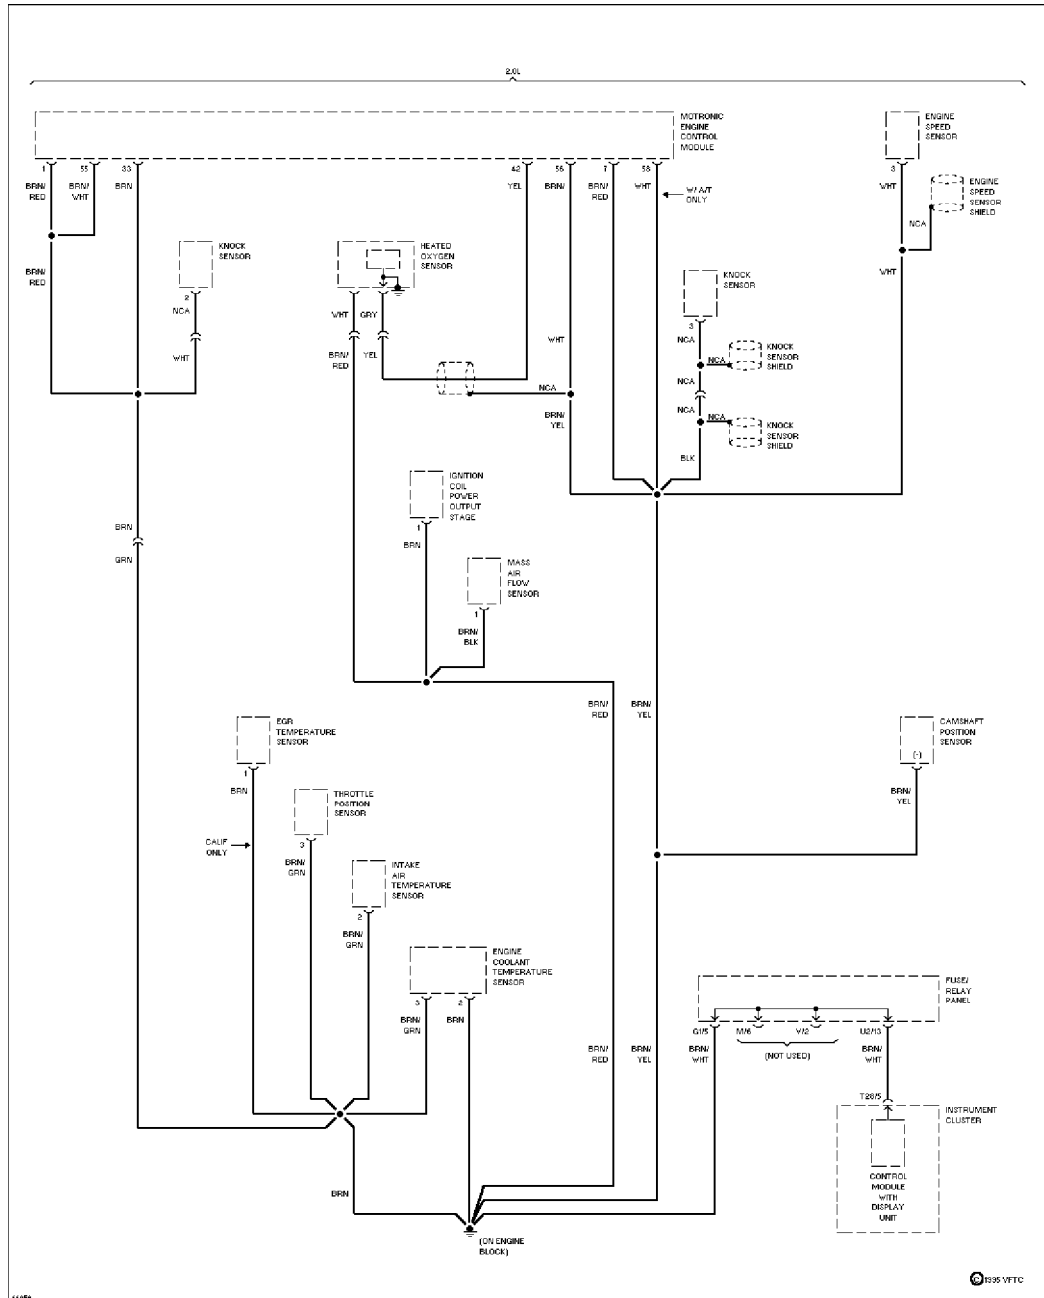 2.0L
MOTRONIC
ENGINE
CONTROL
MODULE
ENGINE
SPEED
SENSOR
1
55
33
42
56
7
58
3
BRN/
RED
BRN/
WHT
BRN
YEL
BRN/
BRN/
RED
WHT
W/ A/T
ONLY
WHT
ENGINE
SPEED
SENSOR
SHIELD
NCA
KNOCK
SENSOR
HEATED
OXYGEN
SENSOR
BRN/
RED
WHT
KNOCK
SENSOR
2
NCA
WHT
GRY
3
NCA
WHT
BRN/
RED
YEL
WHT
NCA
KNOCK
SENSOR
SHIELD
NCA
NCA
BRN/
YEL
NCA
NCA
KNOCK
SENSOR
SHIELD
BLK
IGNITION
COIL
POWER
OUTPUT
STAGE
1
BRN
BRN
GRN
MASS
AIR
FLOW
SENSOR
1
BRN/
BLK
BRN/
RED
BRN/
YEL
EGR
TEMPERATURE
SENSOR
CAMSHAFT
POSITION
SENSOR
(-)
1
BRN
BRN/
YEL
THROTTLE
POSITION
SENSOR
CALIF
ONLY
3
BRN/
GRN
INTAKE
AIR
TEMPERATURE
SENSOR
2
BRN/
GRN
ENGINE
COOLANT
TEMPERATURE
SENSOR
3
BRN/
GRN
BRN
FUSE/
RELAY
PANEL
G1/5
M/6
Y/2
U2/13
(NOT USED)
BRN/
RED
BRN/
YEL
BRN/
WHT
BRN/
WHT
T28/5
INSTRUMENT
CLUSTER
CONTROL
MODULE
WITH
DISPLAY
UNIT
BRN
(ON ENGINE
BLOCK)
© 1995 VFTC